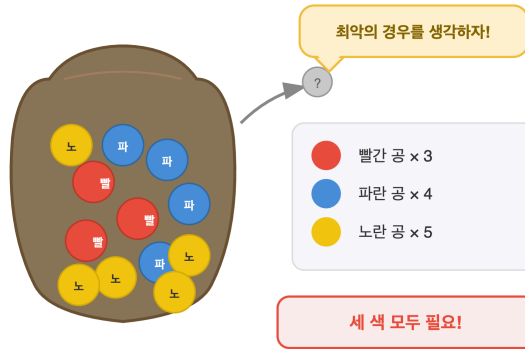 최악의 경우를 생각하자!
?
노
파
파
빨
파
빨
빨
파
노
노
노
노
빨간 공 × 3
파란 공 × 4
노란 공 × 5
세 색 모두 필요!